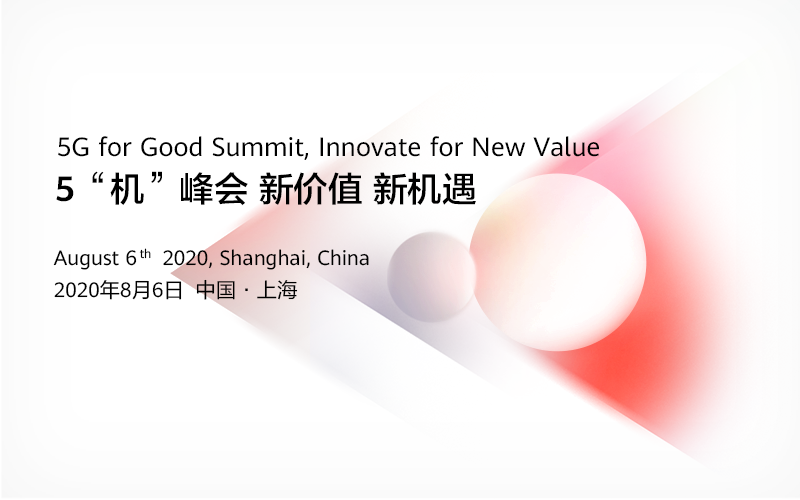 5G for Good Summit, Innovate for New Value
5“机”峰会 新价值 新机遇
August 6th 2020, Shanghai, China
2020年8月6日 中国·上海